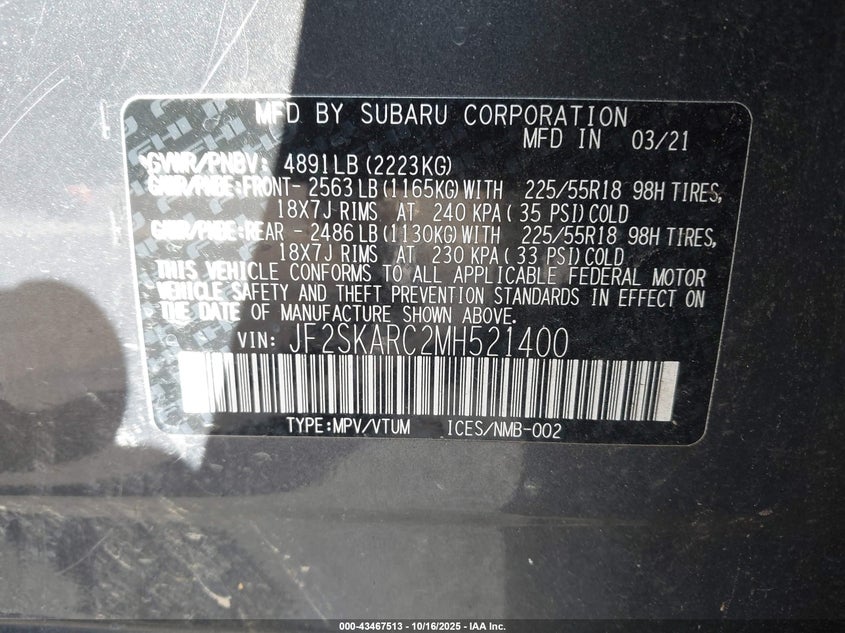 MFD BY SUBARU CORPORATION
MFD IN 03/21
GVWR/PNBV: 4891LB (2223KG)
GAWR/PNBE:FRONT- 2563 LB (1165KG) WITH 225/55R18 98H TIRES,
18X7J RIMS AT 240 KPA ( 35 PSI) COLD
GAWR/PNBE:REAR - 2486 LB (1130KG) WITH 225/55R18 98H TIRES,
18X7J RIMS AT 230 KPA ( 33 PSI) COLD
THIS VEHICLE CONFORMS TO ALL APPLICABLE FEDERAL MOTOR
VEHICLE SAFETY AND THEFT PREVENTION STANDARDS IN EFFECT ON
THE DATE OF MANUFACTURE SHOWN ABOVE.
VIN: JF2SKARC2MH521400
TYPE:MPV/VTUM ICES/NMB-002
000-43467513 - 10/16/2025 - IAA Inc.